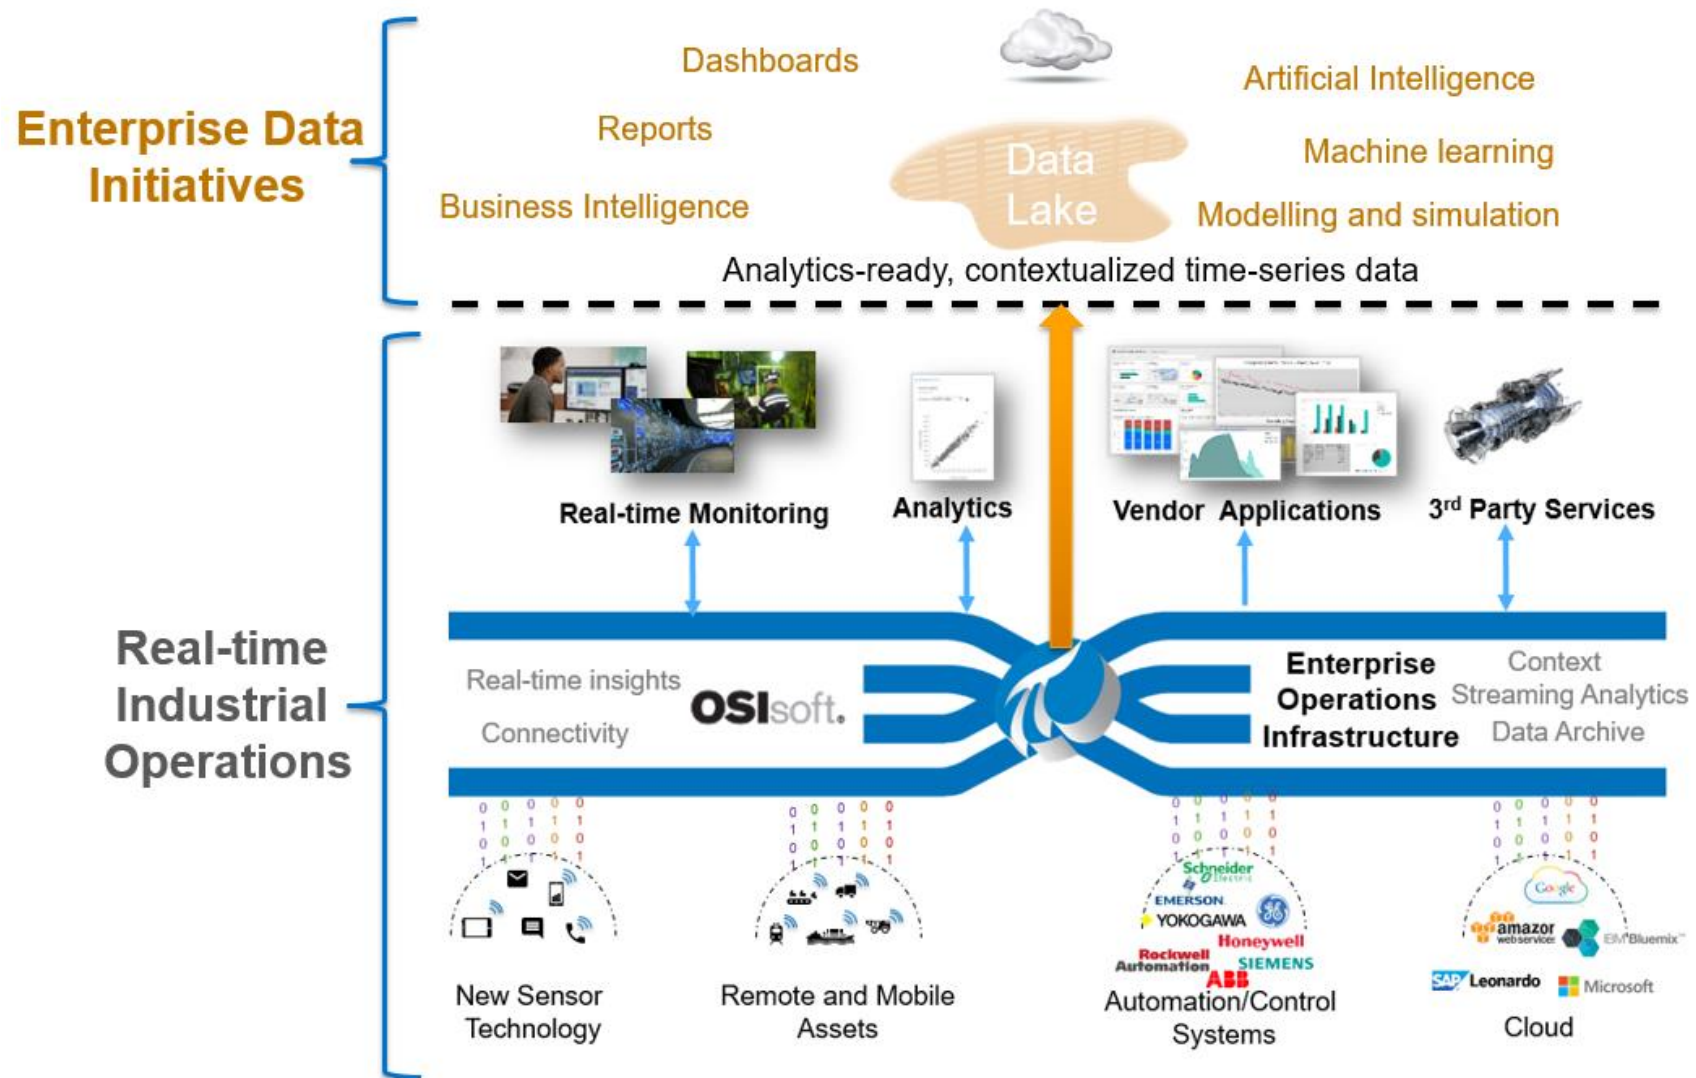 Enterprise Data
Initiatives
Dashboards
Reports
Business Intelligence
Data
Lake
Artificial Intelligence
Machine learning
Modelling and simulation
Analytics-ready, contextualized time-series data
Real-time
Industrial
Operations
Real-time Monitoring
Analytics
Vendor Applications
3rd Party Services
Real-time insights
Connectivity
OSIsoft.
Enterprise
Operations
Infrastructure
Context
Streaming Analytics
Data Archive
New Sensor
Technology
Remote and Mobile
Assets
Schneider
Electric
EMERSON
YOKOGAWA
GE
Honeywell
Rockwell
Automation
SIEMENS
ABB
Automation/Control
Systems
Google
amazon
webservices
IBM Bluemix™
SAP Leonardo
Microsoft
Cloud